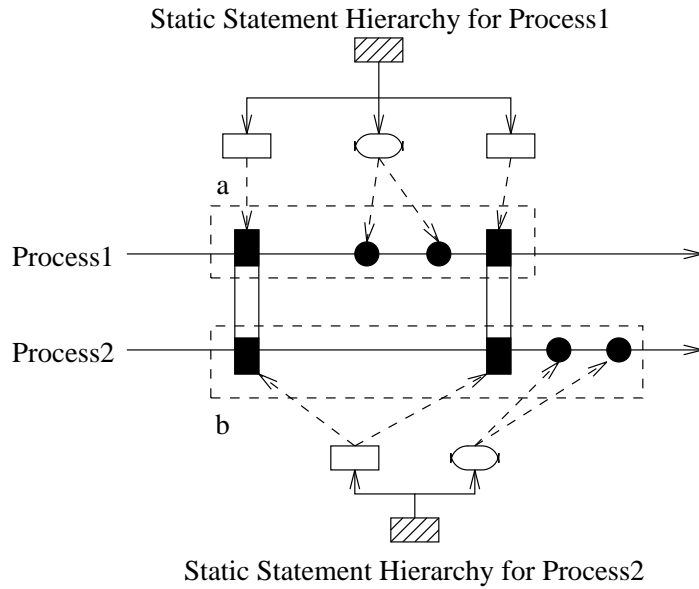 Static Statement Hierarchy for Process1
a
Process1
Process2
b
Static Statement Hierarchy for Process2